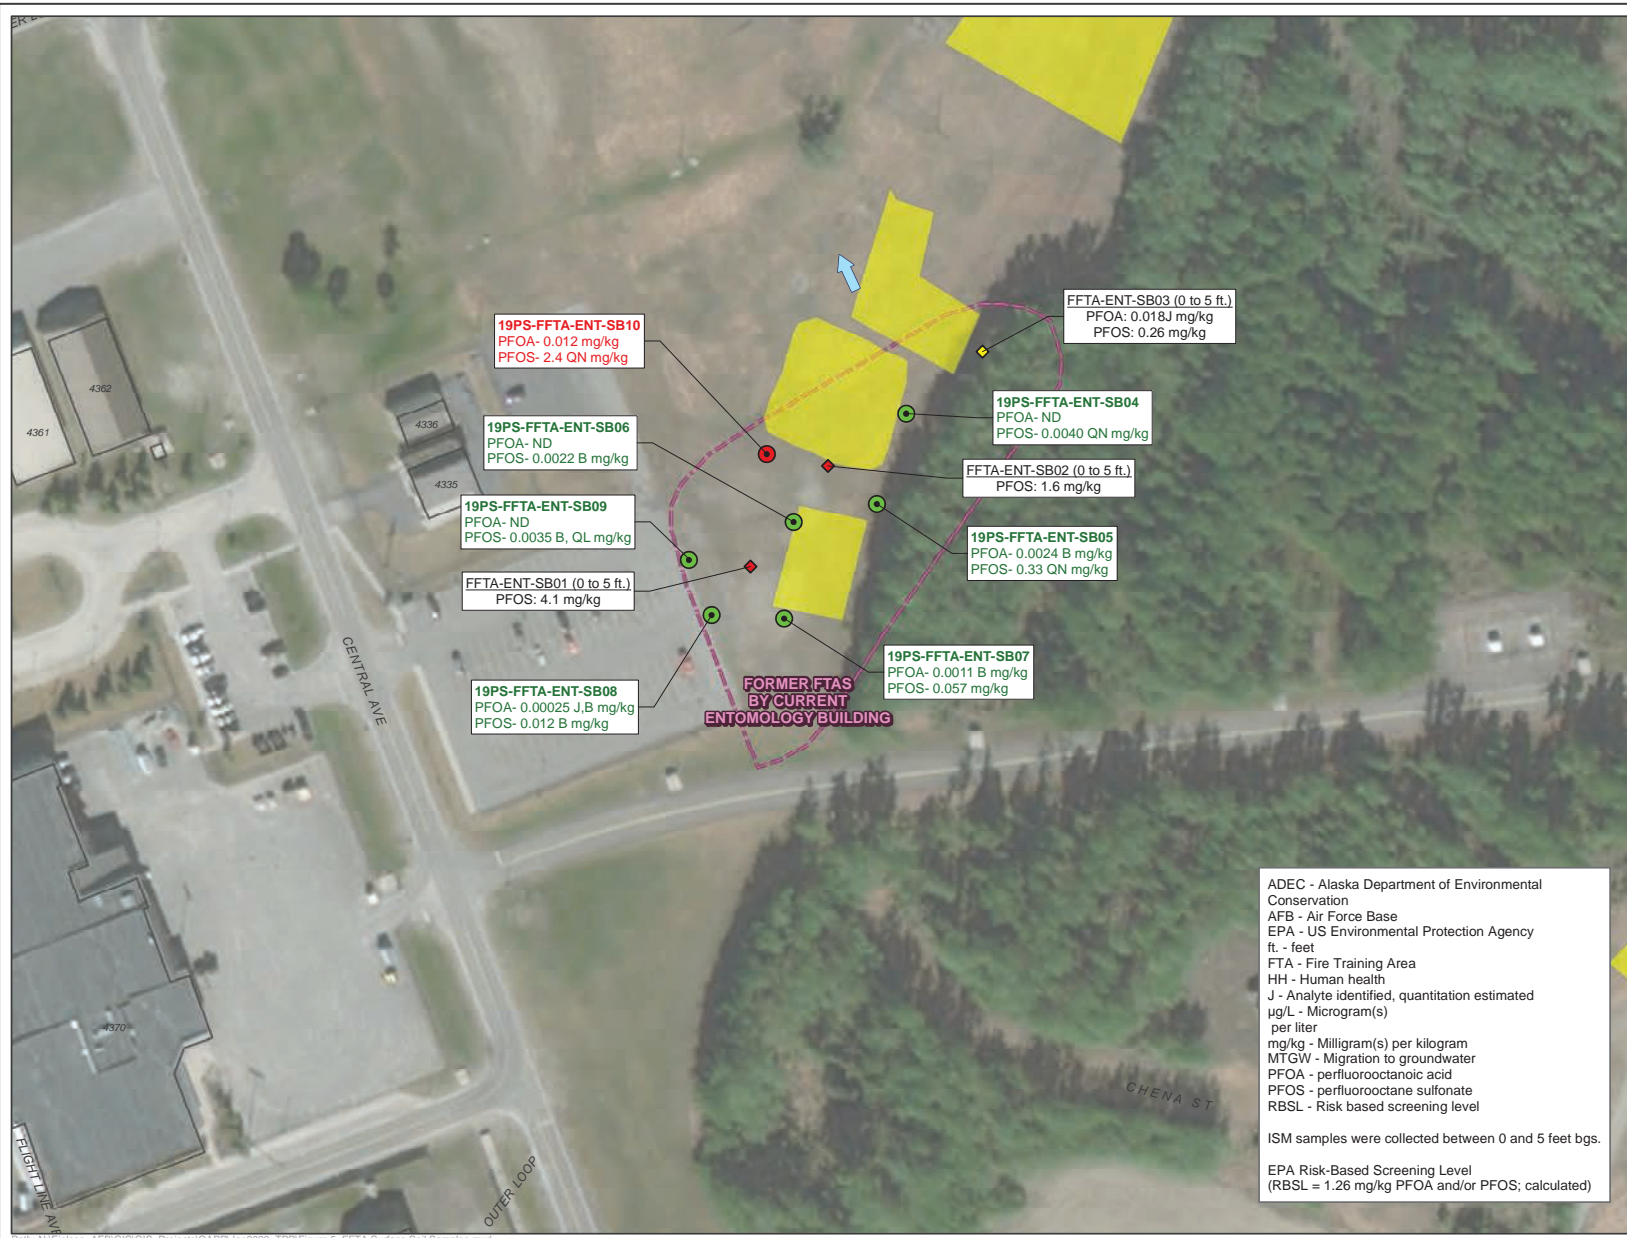 19PS-FFTA-ENT-SB10
PFOA- 0.012 mg/kg
PFOS- 2.4 QN mg/kg
FFTA-ENT-SB03 (0 to 5 ft.)
PFOA: 0.018J mg/kg
PFOS: 0.26 mg/kg
4362
4361
4336
4335
19PS-FFTA-ENT-SB06
PFOA- ND
PFOS- 0.0022 B mg/kg
19PS-FFTA-ENT-SB04
PFOA- ND
PFOS- 0.0040 QN mg/kg
FFTA-ENT-SB02 (0 to 5 ft.)
PFOS: 1.6 mg/kg
19PS-FFTA-ENT-SB09
PFOA- ND
PFOS- 0.0035 B, QL mg/kg
19PS-FFTA-ENT-SB05
PFOA- 0.0024 B mg/kg
PFOS- 0.33 QN mg/kg
FFTA-ENT-SB01 (0 to 5 ft.)
PFOS: 4.1 mg/kg
CENTRAL AVE
19PS-FFTA-ENT-SB07
PFOA- 0.0011 B mg/kg
PFOS- 0.057 mg/kg
19PS-FFTA-ENT-SB08
PFOA- 0.00025 J,B mg/kg
PFOS- 0.012 B mg/kg
FORMER FTAS
BY CURRENT
ENTOMOLOGY BUILDING
4370
CHENA ST
FLIGHT LINE AVE
OUTER LOOP
ADEC - Alaska Department of Environmental
Conservation
AFB - Air Force Base
EPA - US Environmental Protection Agency
ft. - feet
FTA - Fire Training Area
HH - Human health
J - Analyte identified, quantitation estimated
µg/L - Microgram(s)
per liter
mg/kg - Milligram(s) per kilogram
MTGW - Migration to groundwater
PFOA - perfluorooctanoic acid
PFOS - perfluorooctane sulfonate
RBSL - Risk based screening level
ISM samples were collected between 0 and 5 feet bgs.
EPA Risk-Based Screening Level
(RBSL = 1.26 mg/kg PFOA and/or PFOS; calculated)